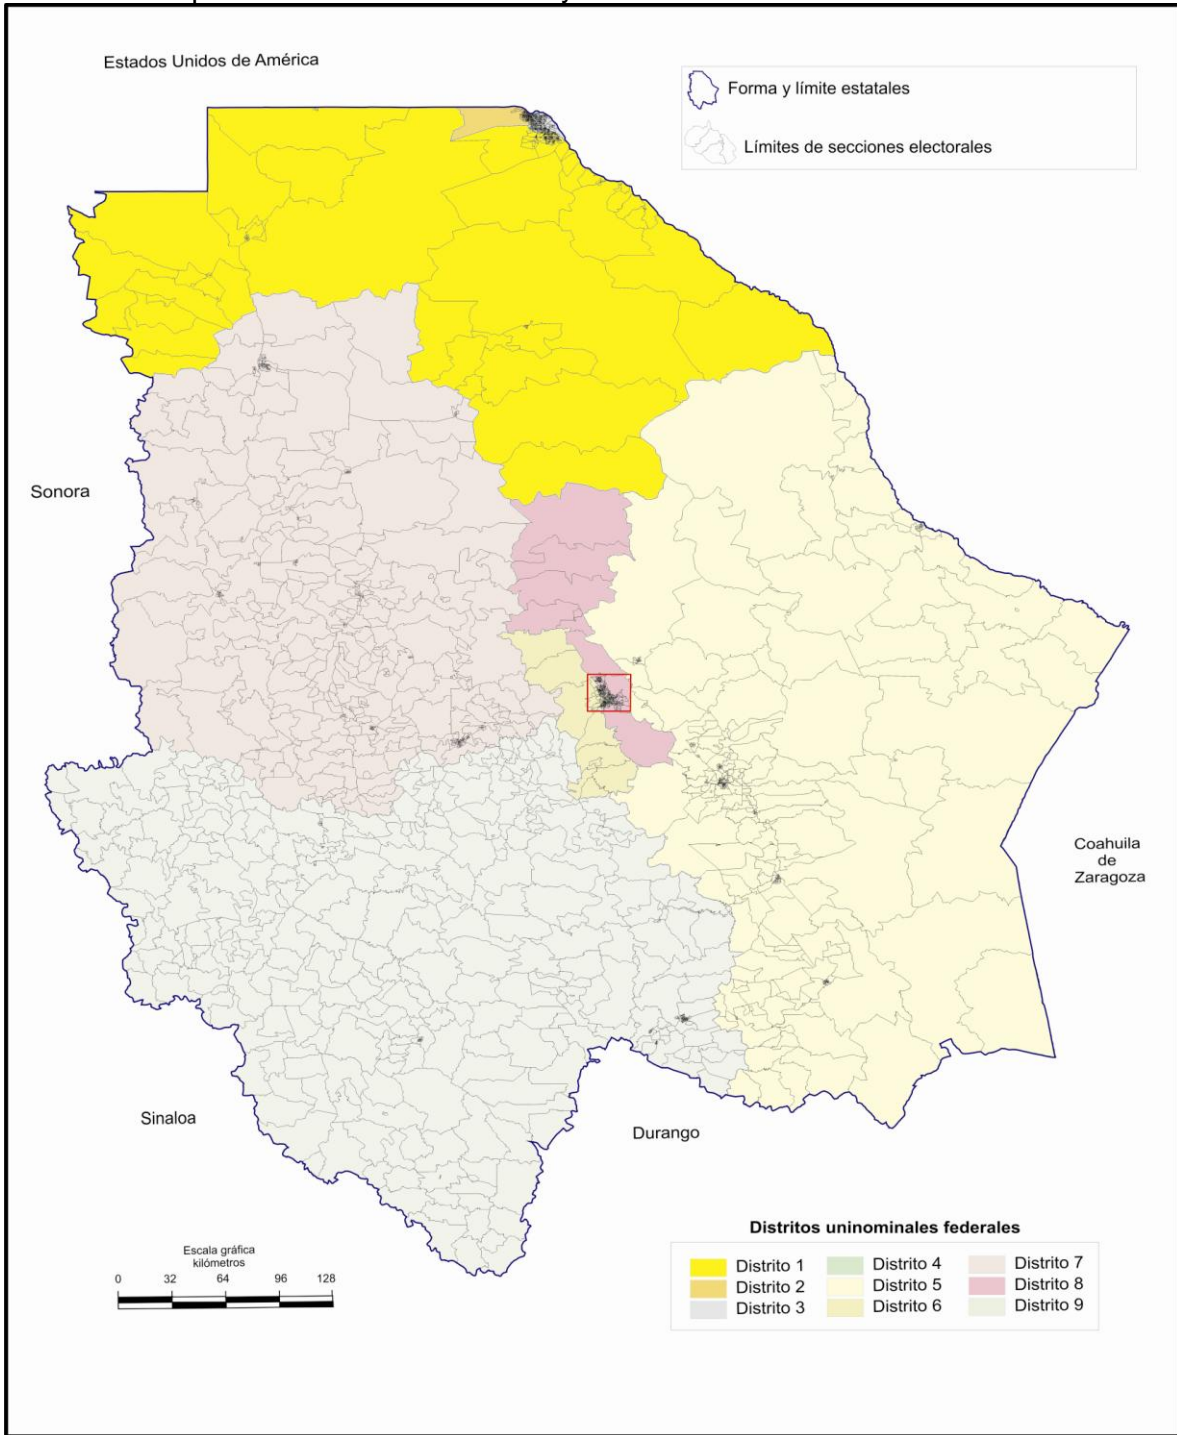 Estados Unidos de América
Forma y límite estatales
Límites de secciones electorales
Sonora
Coahuila
de
Zaragoza
Sinaloa
Durango
Escala gráfica
kilómetros
0 32 64 96 128
Distritos uninominales federales
Distrito 1 Distrito 4 Distrito 7
Distrito 2 Distrito 5 Distrito 8
Distrito 3 Distrito 6 Distrito 9